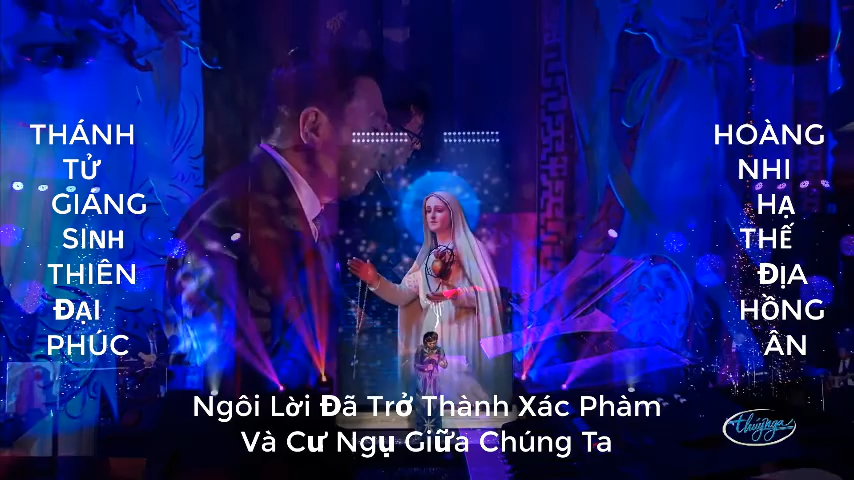 THÁNH
TỬ
GIÁNG
SINH
THIÊN
ĐẠI
PHÚC
HOÀNG
NHI
HẠ
THẾ
ĐỊA
HỒNG
ÂN
Ngôi Lời Đã Trở Thành Xác Phàm
Và Cư Ngụ Giữa Chúng Ta
thúynga